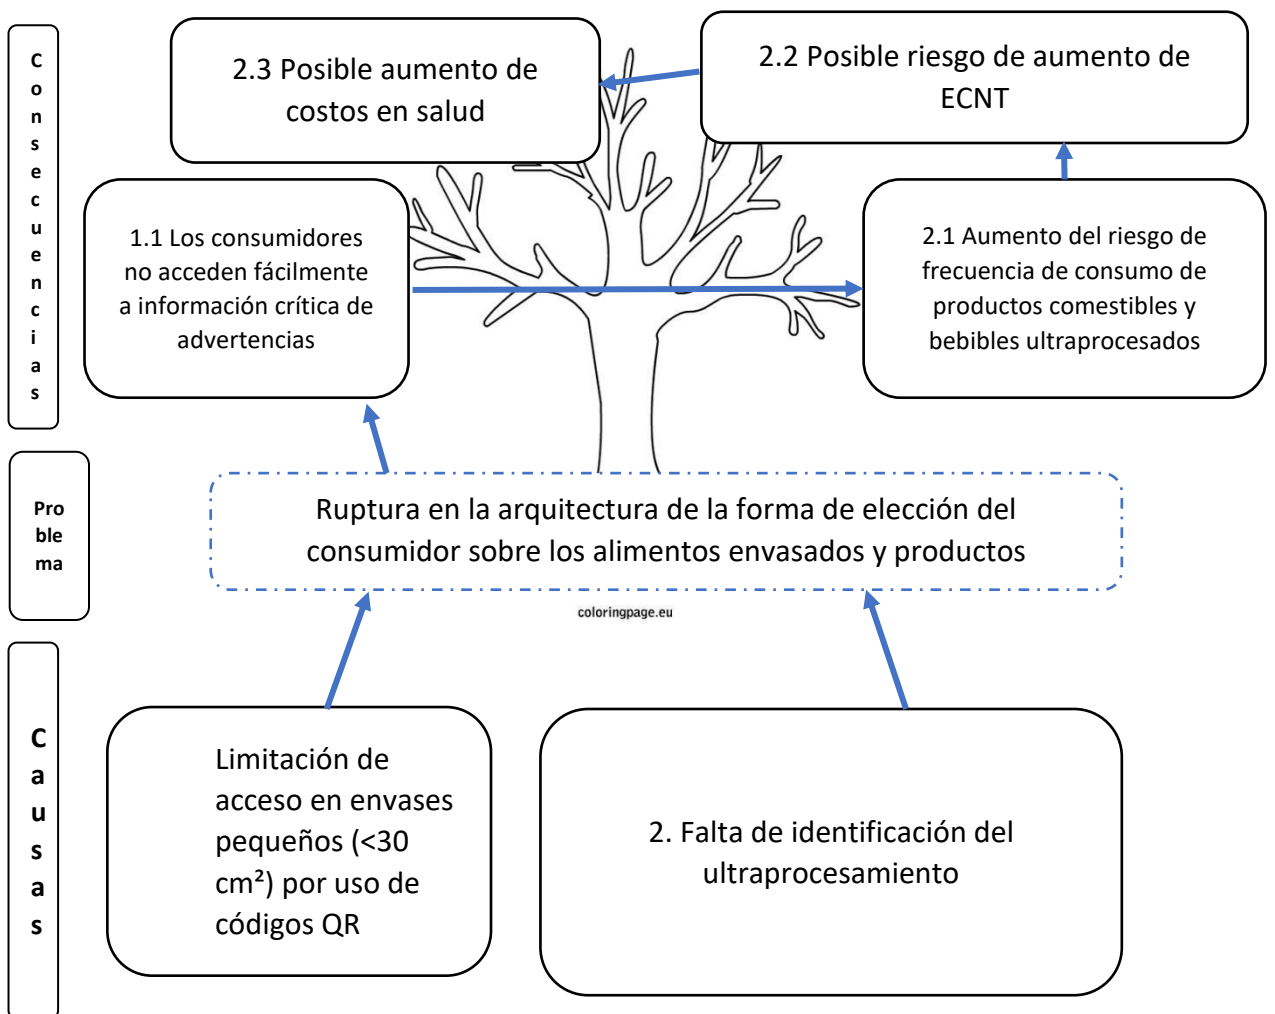 Consecuencias
2.3 Posible aumento de
costos en salud
2.2 Posible riesgo de aumento de
ECNT
1.1 Los consumidores
no acceden fácilmente
a información crítica de
advertencias
2.1 Aumento del riesgo de
frecuencia de consumo de
productos comestibles y
bebibles ultraprocesados
Pro
ble
ma
Ruptura en la arquitectura de la forma de elección del
consumidor sobre los alimentos envasados y productos
coloringpage.eu
Causas
Limitación de
acceso en envases
pequeños (<30
cm²) por uso de
códigos QR
2. Falta de identificación del
ultraprocesamiento